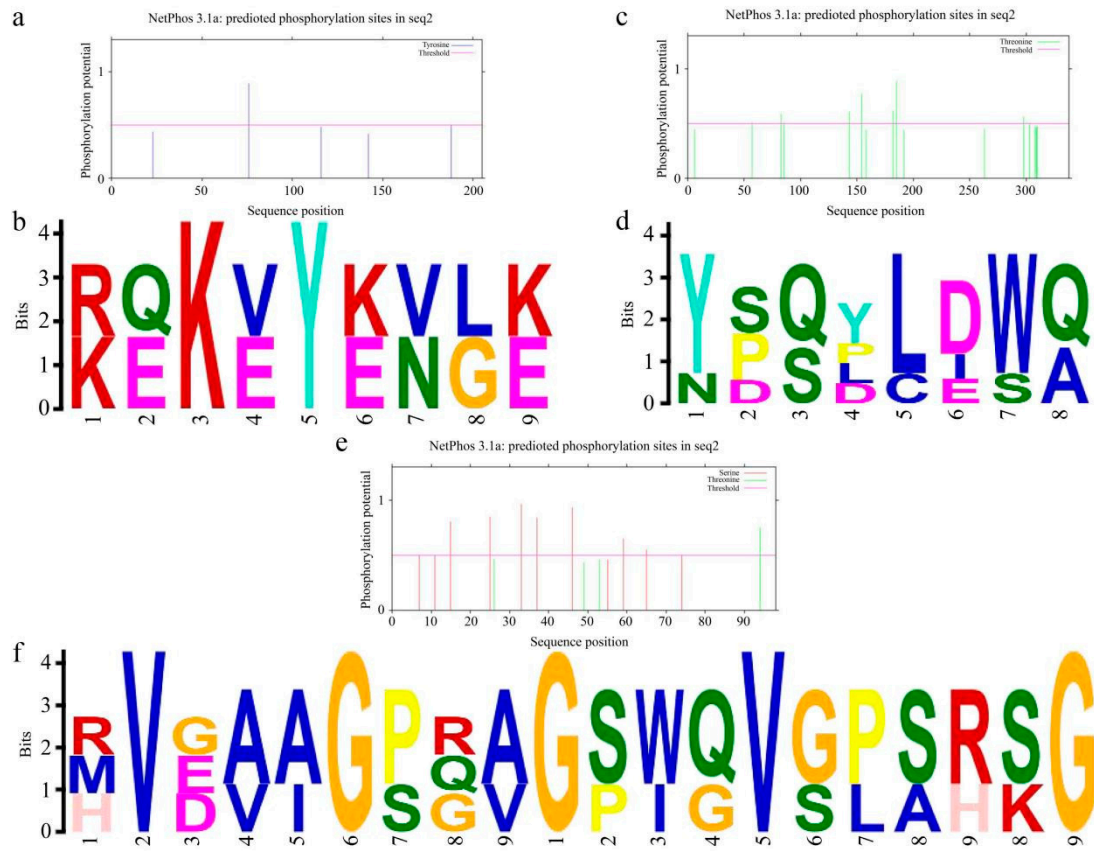 a
NetPhos 3.1a: predioted phosphorylation sites in seq2
Tyrosine
Threshold
Phosphorylation potential
1
0
0 50 100 150 200
Sequence position
c
NetPhos 3.1a: predioted phosphorylation sites in seq2
Threonine
Threshold
Phosphorylation potential
1
0
0 50 100 150 200 250 300
Sequence position
b
Bits
4
3
2
1
0
R Q K V Y K V L K
K E E E N G E
1 2 3 4 5 6 7 8 9
d
Bits
4
3
2
1
0
Y S Q Y L D W Q
N P S P C I S A
D L E
D
1 2 3 4 5 6 7 8
e
NetPhos 3.1a: predioted phosphorylation sites in seq2
Serine
Threonine
Threshold
Phosphorylation potential
1
0
0 10 20 30 40 50 60 70 80 90
Sequence position
f
Bits
4
3
2
1
0
R V G A A G P R A G S W Q V G P S R S G
M E V I S Q V P I G S L A H K
H D G
1 2 3 4 5 6 7 8 9 1 2 3 4 5 6 7 8 9 8 9